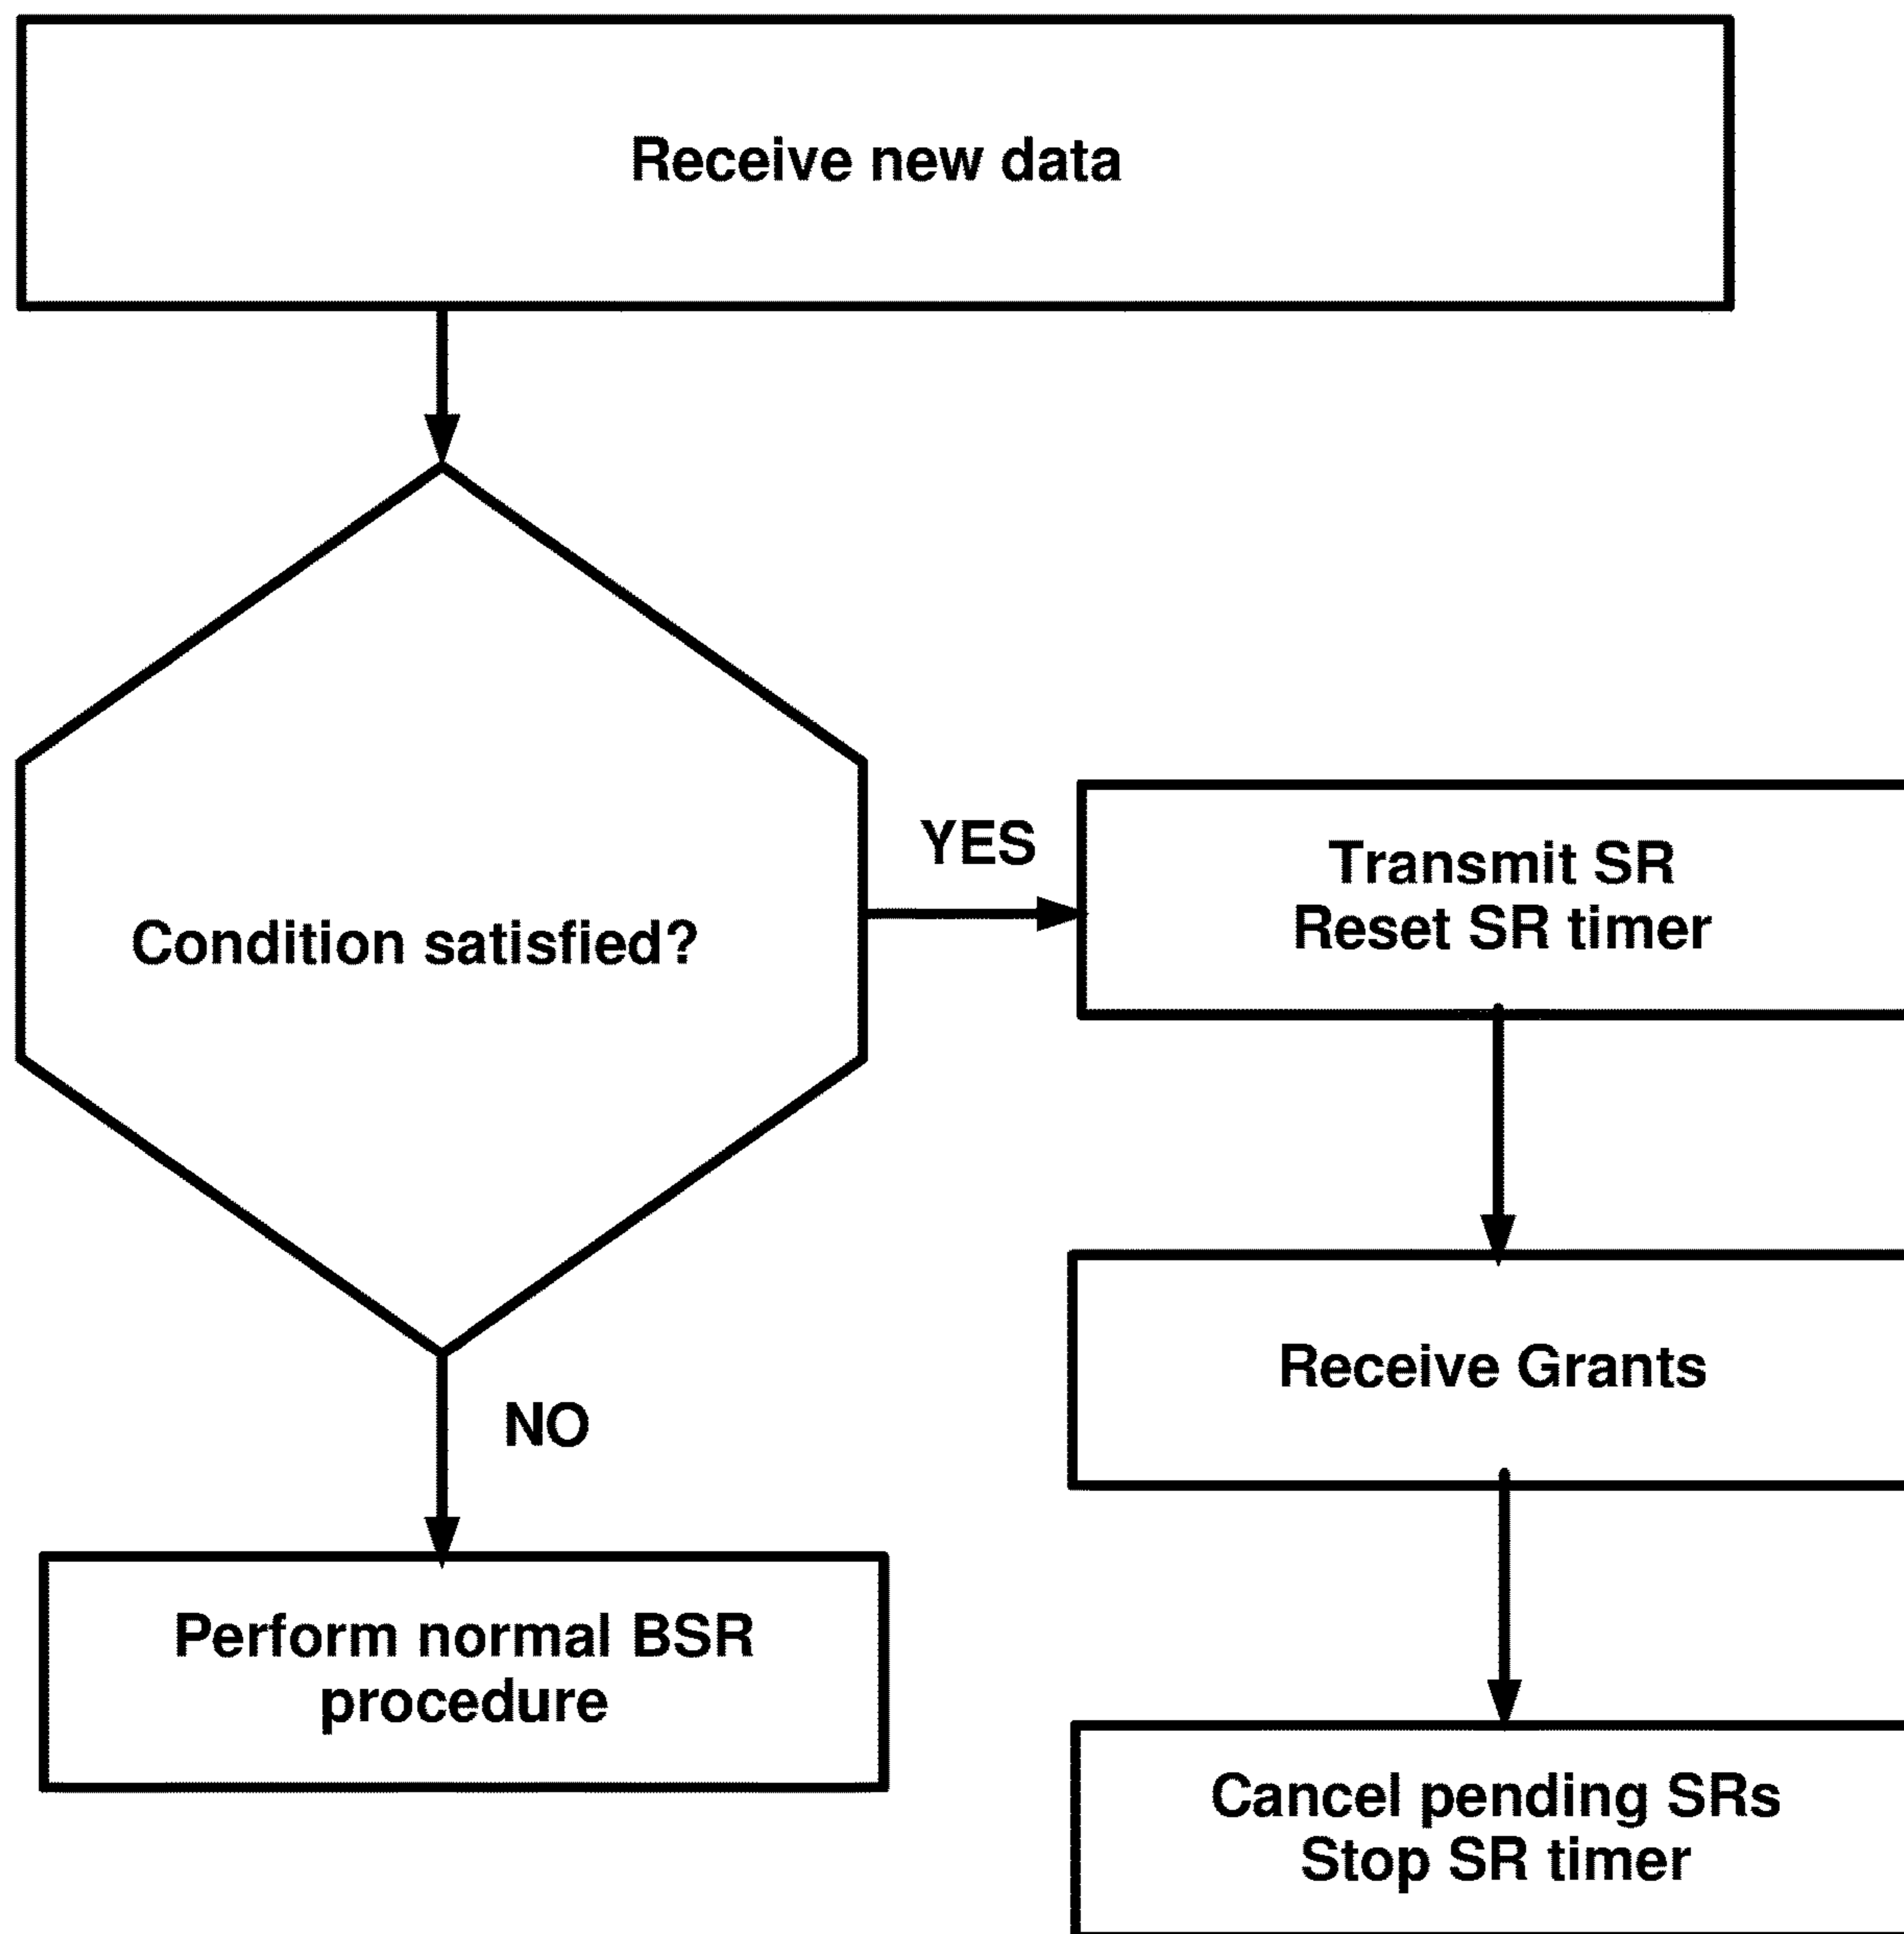 Receive new data
Condition satisfied?
YES
Transmit SR
Reset SR timer
Receive Grants
NO
Perform normal BSR
procedure
Cancel pending SRs
Stop SR timer